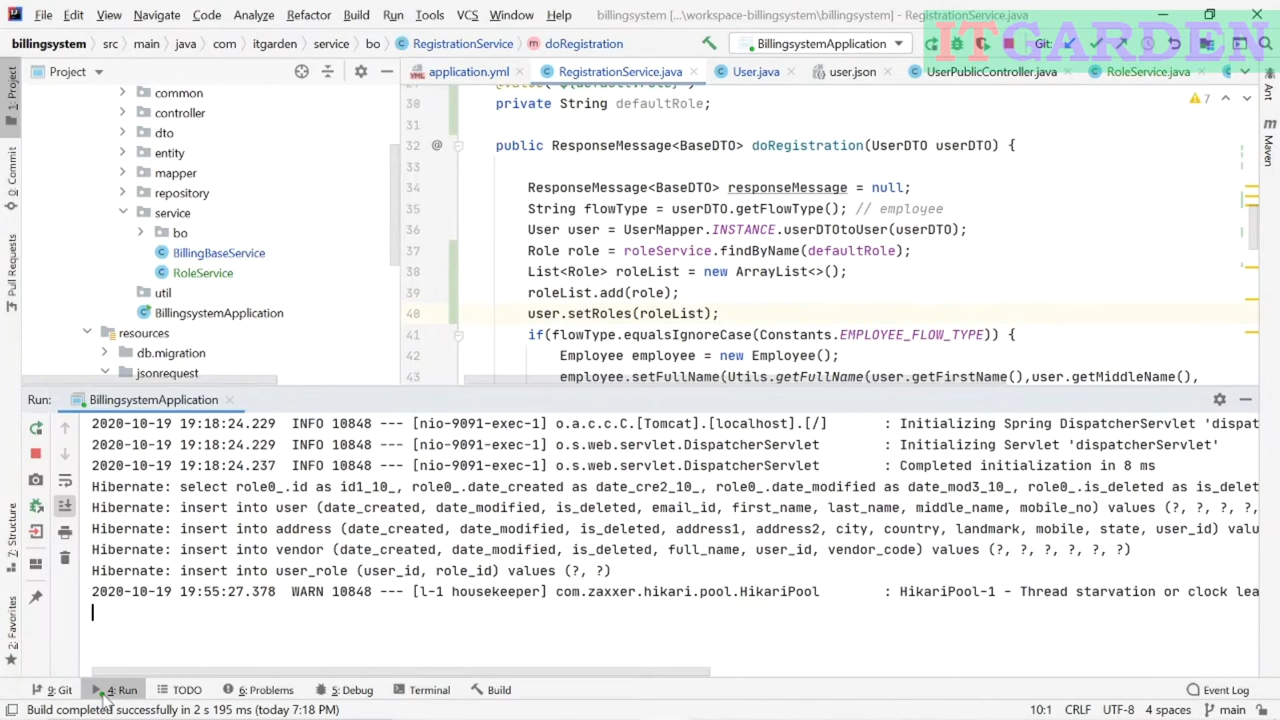 File Edit View Navigate Code Analyze Refactor Build Run Tools VCS Window Help billingsystem [...\workspace-billingsystem\billingsystem] - RegistrationService.java
ITGARDEN
billingsystem src main java com itgarden service bo RegistrationService doRegistration BillingsystemApplication Git:
1: Project
0: Commit
Pull Requests
7: Structure
2: Favorites
Project
common
controller
dto
entity
mapper
repository
service
bo
BillingBaseService
RoleService
util
BillingsystemApplication
resources
db.migration
jsonrequest
application.yml RegistrationService.java User.java user.json UserPublicController.java RoleService.java
7
30 private String defaultRole;
31
32 @ public ResponseMessage<BaseDTO> doRegistration(UserDTO userDTO) {
33
34 ResponseMessage<BaseDTO> responseMessage = null;
35 String flowType = userDTO.getFlowType(); // employee
36 User user = UserMapper.INSTANCE.userDTOtoUser(userDTO);
37 Role role = roleService.findByName(defaultRole);
38 List<Role> roleList = new ArrayList<>();
39 roleList.add(role);
40 user.setRoles(roleList);
41 if(flowType.equalsIgnoreCase(Constants.EMPLOYEE_FLOW_TYPE)) {
42 Employee employee = new Employee();
43 employee.setFullName(Utils.getFullName(user.getFirstName(),user.getMiddleName(),
Ant
Maven
Run: BillingsystemApplication
2020-10-19 19:18:24.229 INFO 10848 --- [nio-9091-exec-1] o.a.c.c.C.[Tomcat].[localhost].[/] : Initializing Spring DispatcherServlet 'dispat
2020-10-19 19:18:24.229 INFO 10848 --- [nio-9091-exec-1] o.s.web.servlet.DispatcherServlet : Initializing Servlet 'dispatcherServlet'
2020-10-19 19:18:24.237 INFO 10848 --- [nio-9091-exec-1] o.s.web.servlet.DispatcherServlet : Completed initialization in 8 ms
Hibernate: select role0_.id as id1_10_, role0_.date_created as date_cre2_10_, role0_.date_modified as date_mod3_10_, role0_.is_deleted as is_delet
Hibernate: insert into user (date_created, date_modified, is_deleted, email_id, first_name, last_name, middle_name, mobile_no) values (?, ?, ?, ?,
Hibernate: insert into address (date_created, date_modified, is_deleted, address1, address2, city, country, landmark, mobile, state, user_id) valu
Hibernate: insert into vendor (date_created, date_modified, is_deleted, full_name, user_id, vendor_code) values (?, ?, ?, ?, ?, ?)
Hibernate: insert into user_role (user_id, role_id) values (?, ?)
2020-10-19 19:55:27.378 WARN 10848 --- [l-1 housekeeper] com.zaxxer.hikari.pool.HikariPool : HikariPool-1 - Thread starvation or clock lea
9: Git 4: Run TODO 6: Problems 5: Debug Terminal Build Event Log
Build completed successfully in 2 s 195 ms (today 7:18 PM) 10:1 CRLF UTF-8 4 spaces main